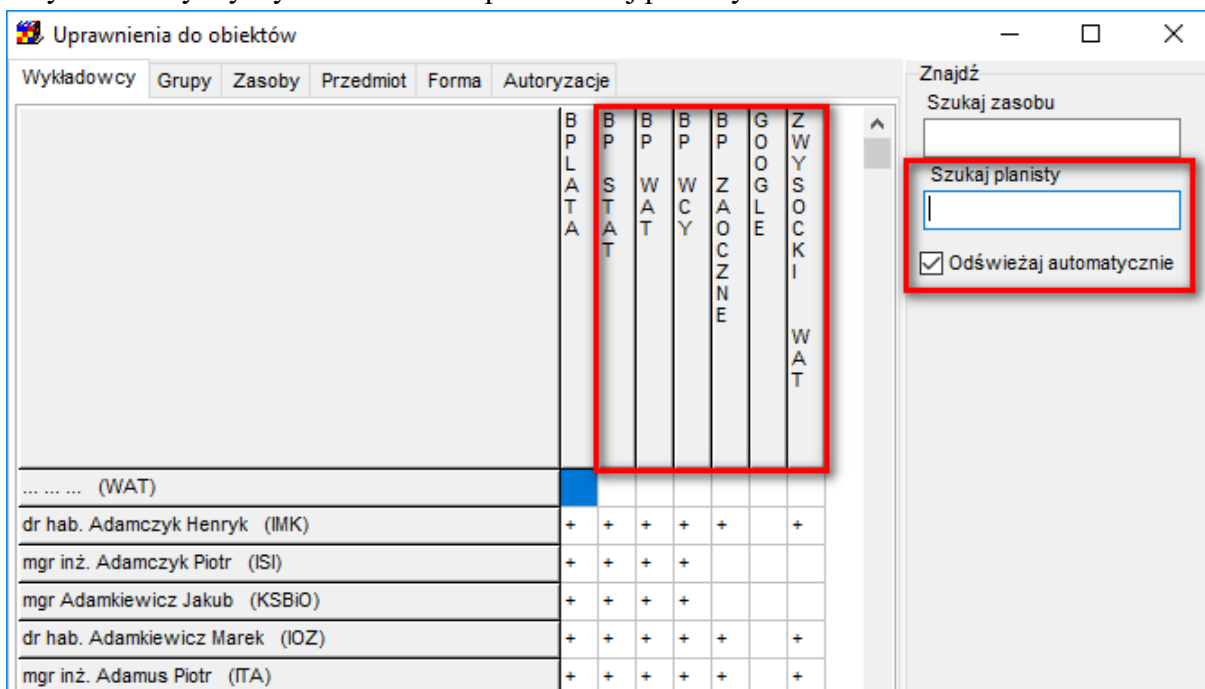 Uprawnienia do obiektów
Wykładowcy Grupy Zasoby Przedmiot Forma Autoryzacje
Znajdź
Szukaj zasobu
Szukaj planisty
Odświeżaj automatycznie
BPLATA
BP STAT
BP WAT
BP WCY
BP ZAOCZNE
GOOGLE
ZWYSOCKI WAT
... ... ... (WAT)
dr hab. Adamczyk Henryk (IMK) + + + + + +
mgr inż. Adamczyk Piotr (ISI) + + + +
mgr Adamkiewicz Jakub (KSBiO) + + + +
dr hab. Adamkiewicz Marek (IOZ) + + + + + +
mgr inż. Adamus Piotr (ITA) + + + + + +